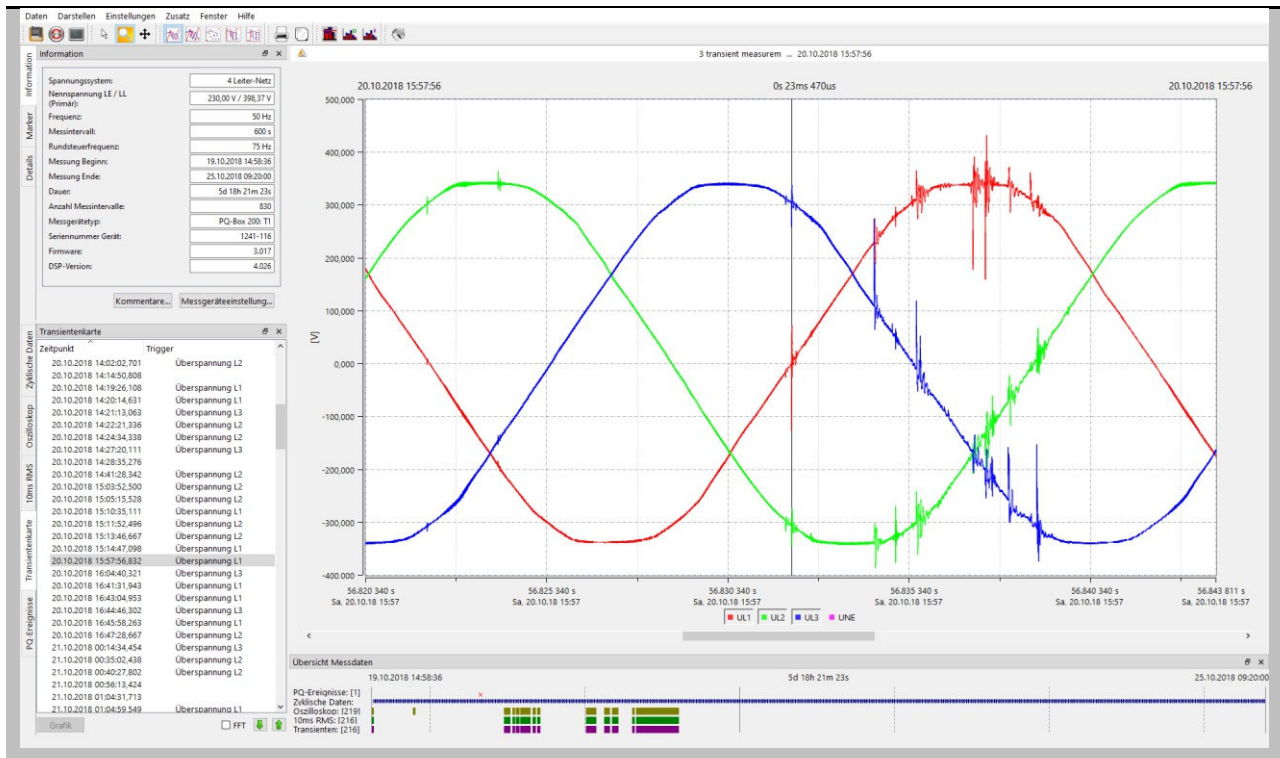 Daten Darstellen Einstellungen Zusatz Fenster Hilfe
Information
3 transient measurem ... 20.10.2018 15:57:56
Information
Marker
Details
Spannungssystem: 4 Leiter-Netz
Nennspannung LE / LL (Primär): 230,00 V / 398,37 V
Frequenz: 50 Hz
Messintervall: 600 s
Rundsteuerfrequenz: 75 Hz
Messung Beginn: 19.10.2018 14:58:36
Messung Ende: 25.10.2018 09:20:00
Dauer: 5d 18h 21m 23s
Anzahl Messintervalle: 830
Messgerätetyp: PQ-Box 200: T1
Seriennummer Gerät: 1241-116
Firmware: 3.017
DSP-Version: 4.026
Kommentare... Messgeräteeinstellung...
Zyklische Daten
Oszilloskop
10ms RMS
Transientenkarte
PQ-Ereignisse
Transientenkarte
Zeitpunkt Trigger
20.10.2018 14:02:02,701 Überspannung L2
20.10.2018 14:14:50,808
20.10.2018 14:19:26,108 Überspannung L1
20.10.2018 14:20:14,631 Überspannung L1
20.10.2018 14:21:13,063 Überspannung L3
20.10.2018 14:22:21,336 Überspannung L2
20.10.2018 14:24:34,338 Überspannung L2
20.10.2018 14:27:20,111 Überspannung L3
20.10.2018 14:28:35,276
20.10.2018 14:41:28,342 Überspannung L2
20.10.2018 15:03:52,500 Überspannung L2
20.10.2018 15:05:15,528 Überspannung L2
20.10.2018 15:10:35,111 Überspannung L1
20.10.2018 15:11:52,496 Überspannung L2
20.10.2018 15:13:46,667 Überspannung L2
20.10.2018 15:14:47,098 Überspannung L1
20.10.2018 15:57:56,832 Überspannung L1
20.10.2018 16:04:40,321 Überspannung L3
20.10.2018 16:41:31,943 Überspannung L1
20.10.2018 16:43:04,953 Überspannung L1
20.10.2018 16:44:46,302 Überspannung L3
20.10.2018 16:45:58,263 Überspannung L1
20.10.2018 16:47:28,667 Überspannung L2
21.10.2018 00:14:34,454 Überspannung L3
21.10.2018 00:35:02,438 Überspannung L2
21.10.2018 00:40:27,802 Überspannung L2
21.10.2018 00:56:13,424
21.10.2018 01:04:31,713
21.10.2018 01:04:59,549 Überspannung L1
Grafik FFT
20.10.2018 15:57:56 0s 23ms 470us 20.10.2018 15:57:56
[V]
500,000
400,000
300,000
200,000
100,000
0,000
-100,000
-200,000
-300,000
-400,000
56.820 340 s 56.825 340 s 56.830 340 s 56.835 340 s 56.840 340 s 56.843 811 s
Sa. 20.10.18 15:57 Sa. 20.10.18 15:57 Sa. 20.10.18 15:57 Sa. 20.10.18 15:57 Sa. 20.10.18 15:57 Sa. 20.10.18 15:57
UL1 UL2 UL3 UNE
Übersicht Messdaten
19.10.2018 14:58:36 5d 18h 21m 23s 25.10.2018 09:20:00
PQ-Ereignisse: [1]
Zyklische Daten:
Oszilloskop: [219]
10ms RMS: [216]
Transienten: [216]